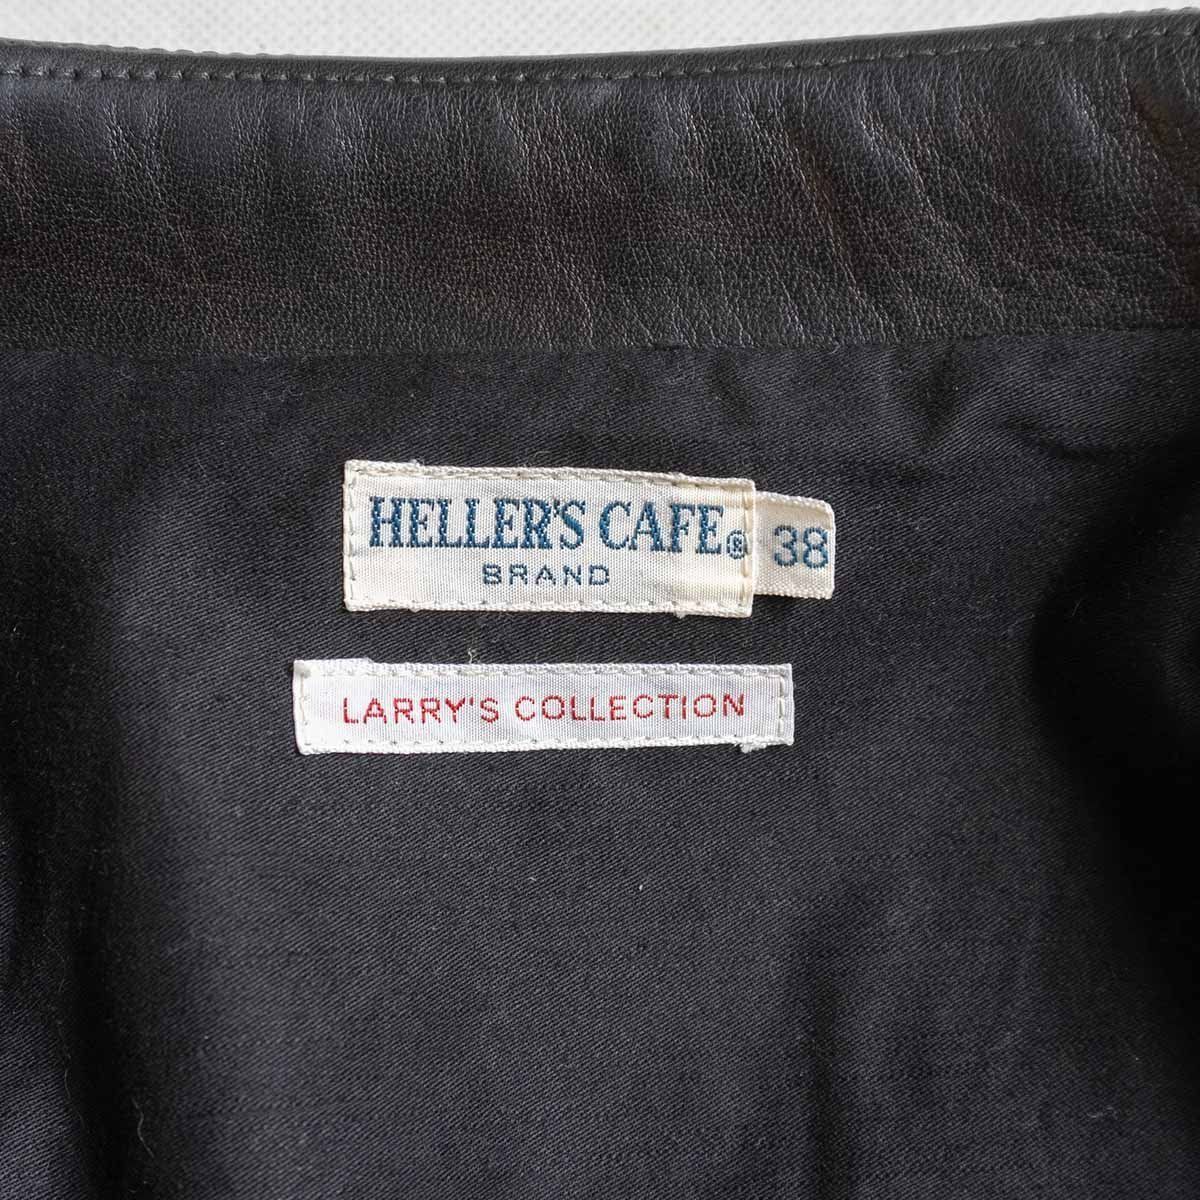 HELLER'S CAFE®
BRAND
38
LARRY'S COLLECTION